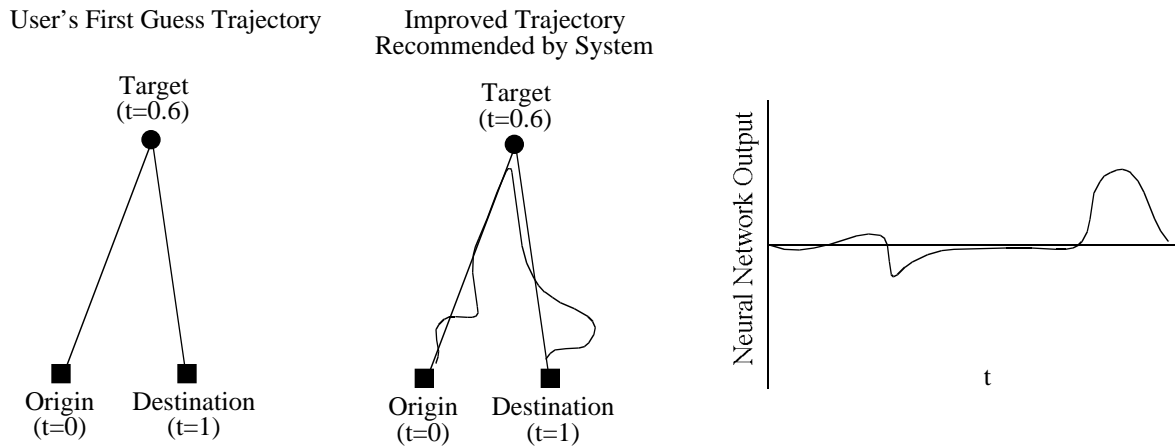 User's First Guess Trajectory
Target
(t=0.6)
Origin
(t=0)
Destination
(t=1)
Improved Trajectory
Recommended by System
Target
(t=0.6)
Origin
(t=0)
Destination
(t=1)
Neural Network Output
t